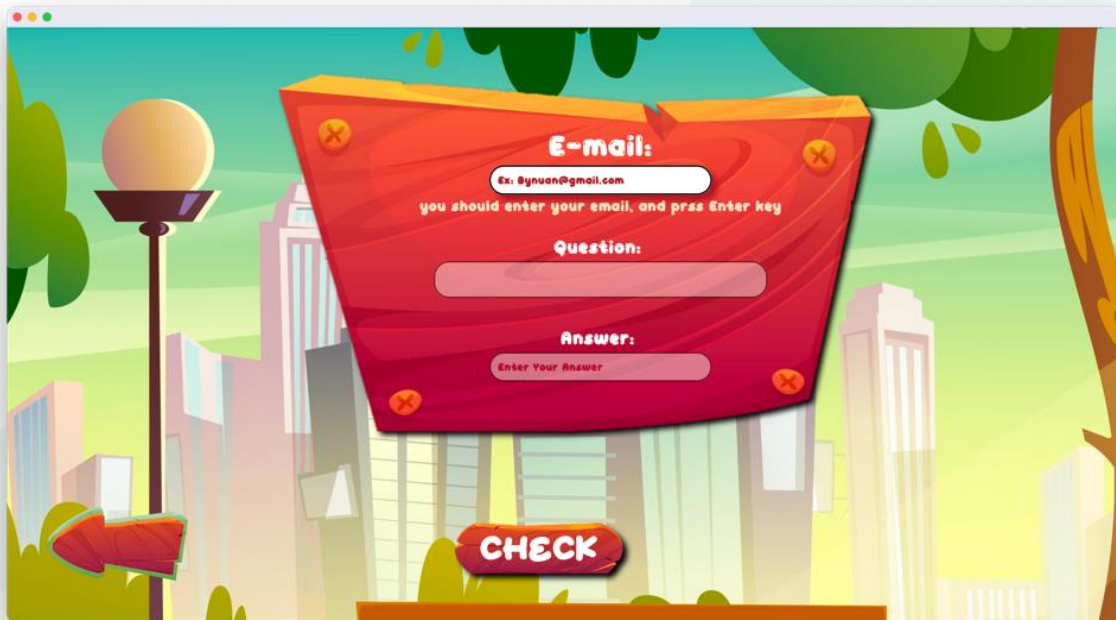 E-mail:
Ex: Bynuan@gmail.com
you should enter your email, and prss Enter key
Question:
Answer:
Enter Your Answer
CHECK